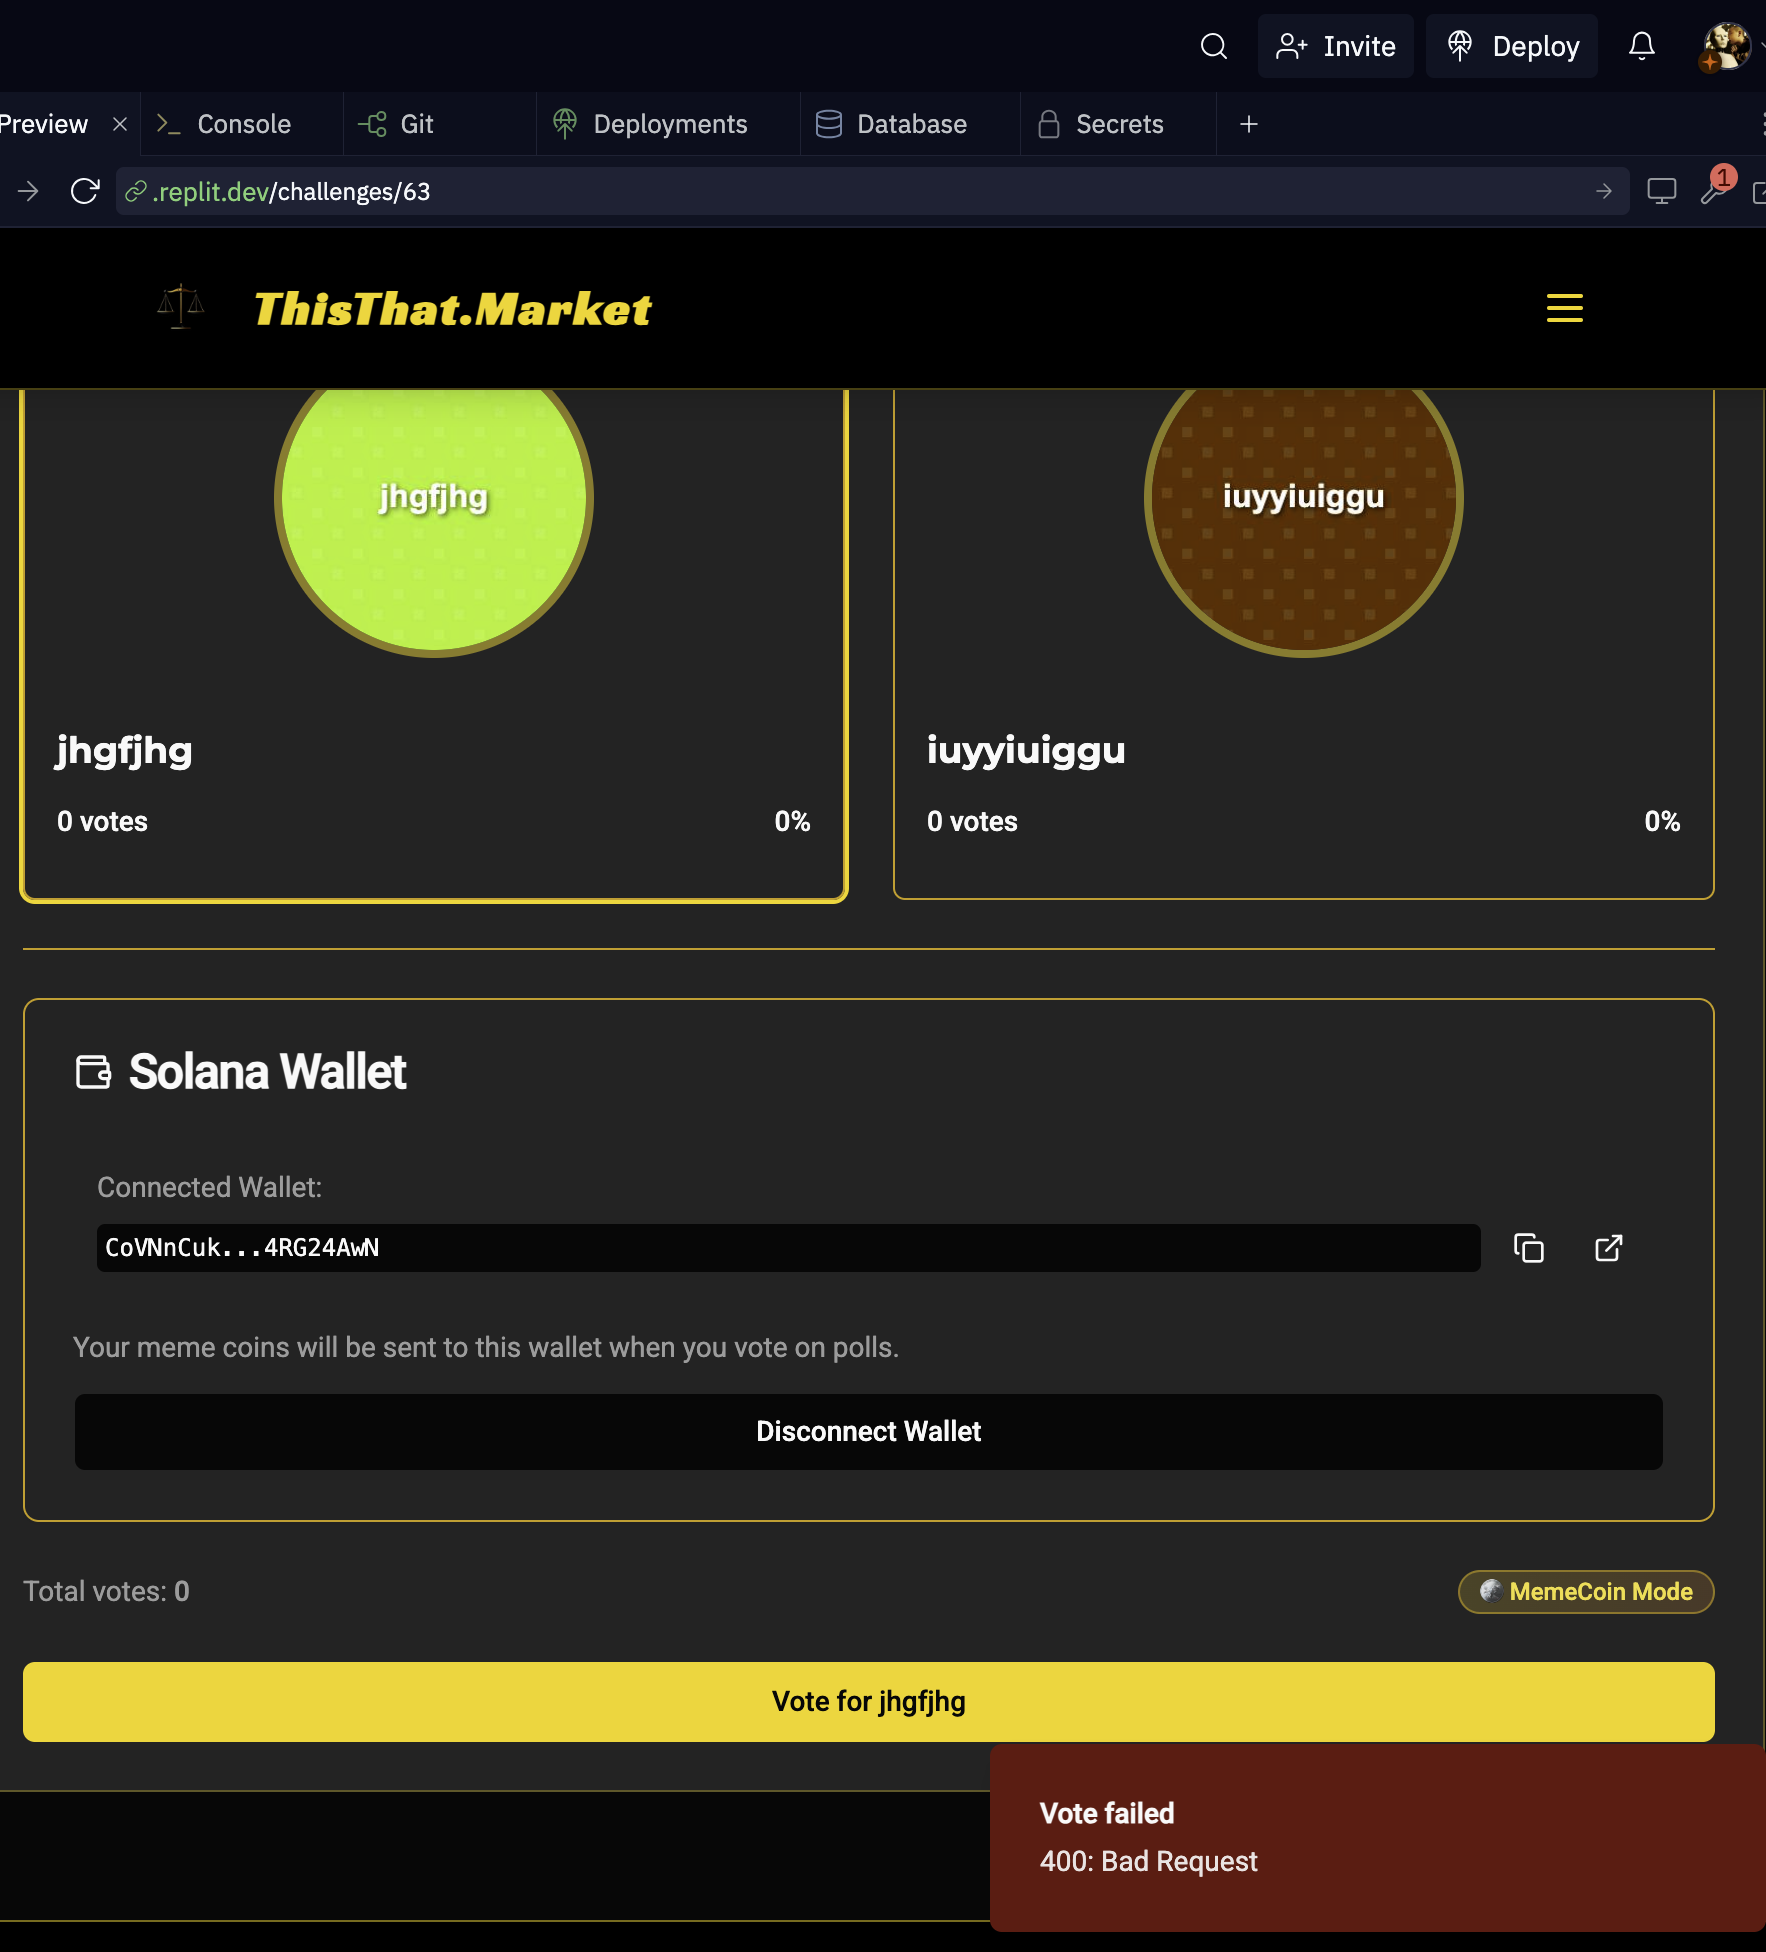 Invite
Deploy
Preview
Console
Git
Deployments
Database
Secrets
.replit.dev/challenges/63
1
ThisThat.Market
jhgfjhg
iuyyiuiggu
jhgfjhg
iuyyiuiggu
0 votes
0%
0 votes
0%
Solana Wallet
Connected Wallet:
CoVNnCuk...4RG24AwN
Your meme coins will be sent to this wallet when you vote on polls.
Disconnect Wallet
Total votes: 0
MemeCoin Mode
Vote for jhgfjhg
Vote failed
400: Bad Request